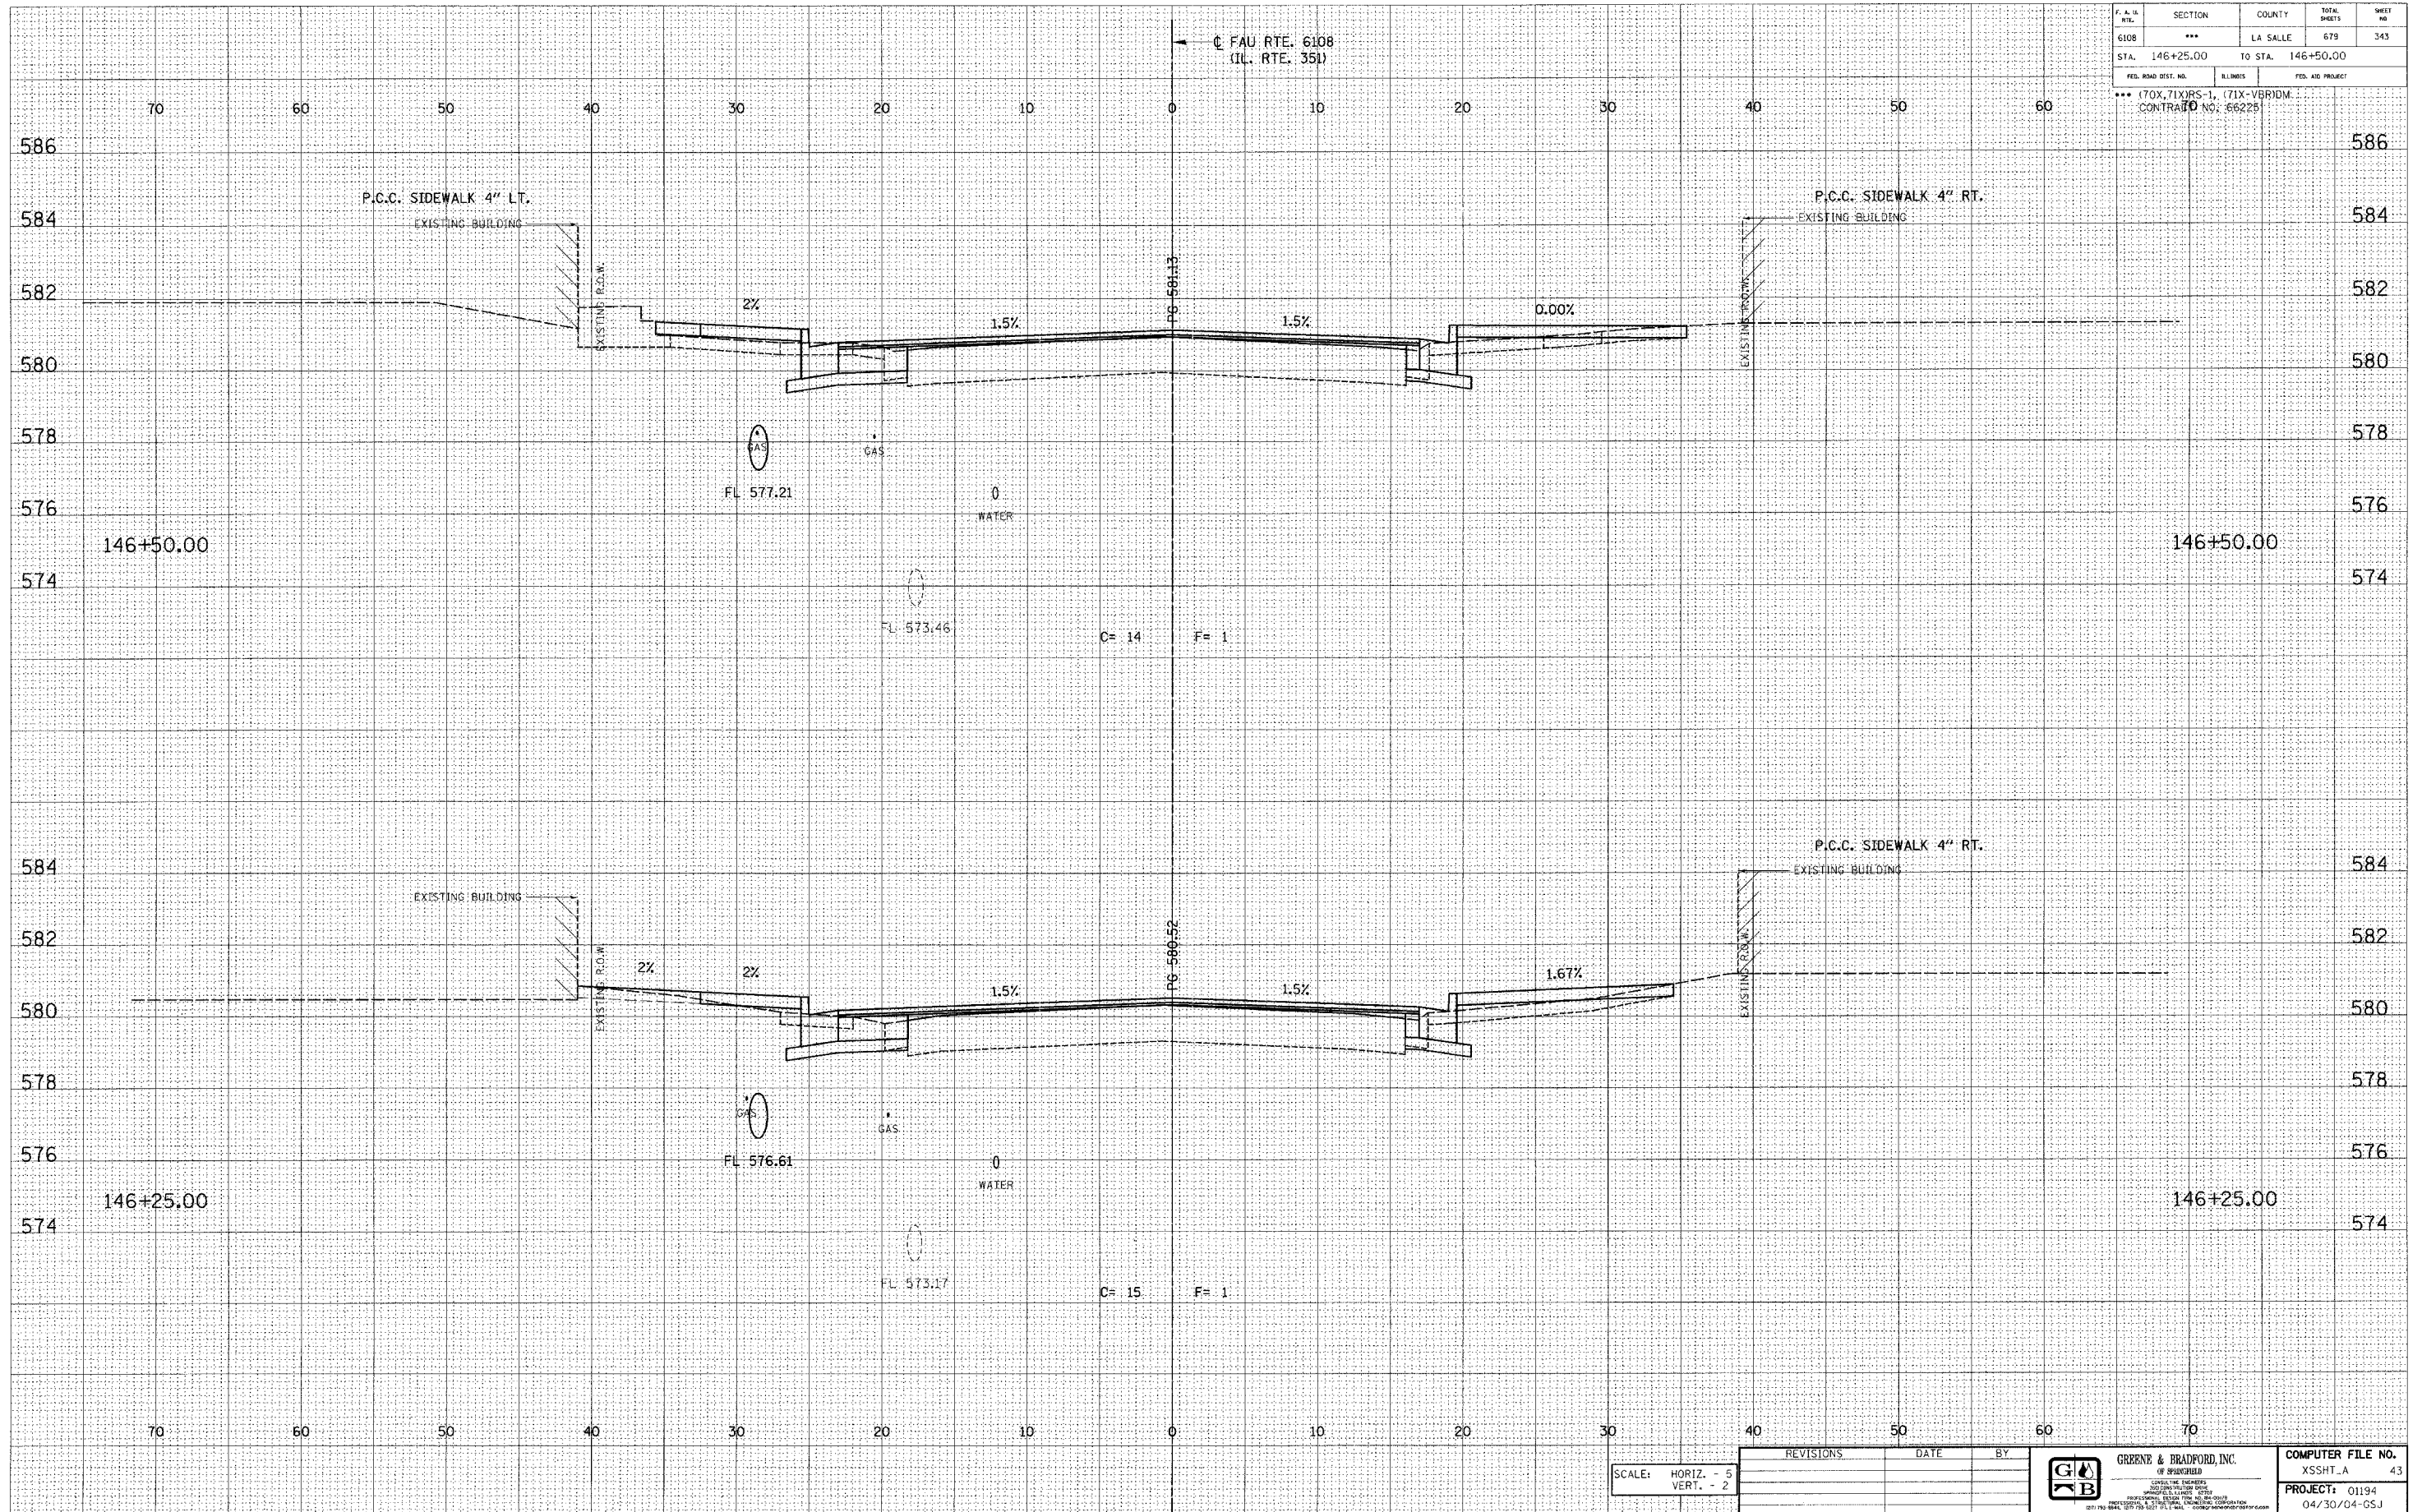 F. A. U. RTE. SECTION COUNTY TOTAL SHEETS SHEET NO
6108 *** LA SALLE 679 343
STA. 146+25.00 TO STA. 146+50.00
FED. ROAD DIST. NO. ILLINOIS FED. AID PROJECT
*** (70X,71X)RS-1, (71X-VBR)DM
CONTRACT NO. 66225
℄ FAU RTE. 6108
(IL. RTE. 351)
70 60 50 40 30 20 10 0 10 20 30 40 50 60 70
586 586
P.C.C. SIDEWALK 4" LT. P.C.C. SIDEWALK 4" RT.
584 584
EXISTING BUILDING EXISTING BUILDING
EXISTING R.O.W. PG 581.13 EXISTING R.O.W.
582 582
2% 1.5% 1.5% 0.00%
580 580
578 578
GAS GAS
FL 577.21
WATER
576 576
146+50.00 146+50.00
574 574
FL 573.46
C= 14 F= 1
P.C.C. SIDEWALK 4" RT.
584 584
EXISTING BUILDING EXISTING BUILDING
EXISTING R.O.W. PG 580.52 EXISTING R.O.W.
582 582
2% 2% 1.5% 1.5% 1.67%
580 580
578 578
GAS GAS
FL 576.61
WATER
576 576
146+25.00 146+25.00
574 574
FL 573.17
C= 15 F= 1
70 60 50 40 30 20 10 0 10 20 30 40 50 60 70
SCALE: HORIZ. - 5
VERT. - 2
REVISIONS DATE BY
G B
GREENE & BRADFORD, INC.
OF SPRINGFIELD
CONSULTING ENGINEERS
COMPUTER FILE NO.
XSSHT_A 43
PROJECT: 01194
04/30/04-GSJ